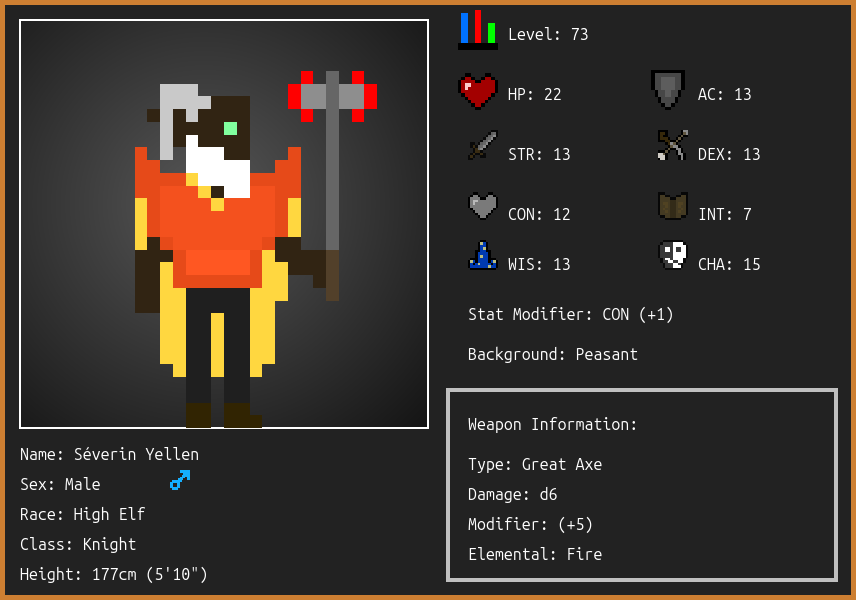 Level: 73
HP: 22
AC: 13
STR: 13
DEX: 13
CON: 12
INT: 7
WIS: 13
CHA: 15
Stat Modifier: CON (+1)
Background: Peasant
Weapon Information:
Type: Great Axe
Damage: d6
Modifier: (+5)
Elemental: Fire
Name: Séverin Yellen
Sex: Male
Race: High Elf
Class: Knight
Height: 177cm (5'10")